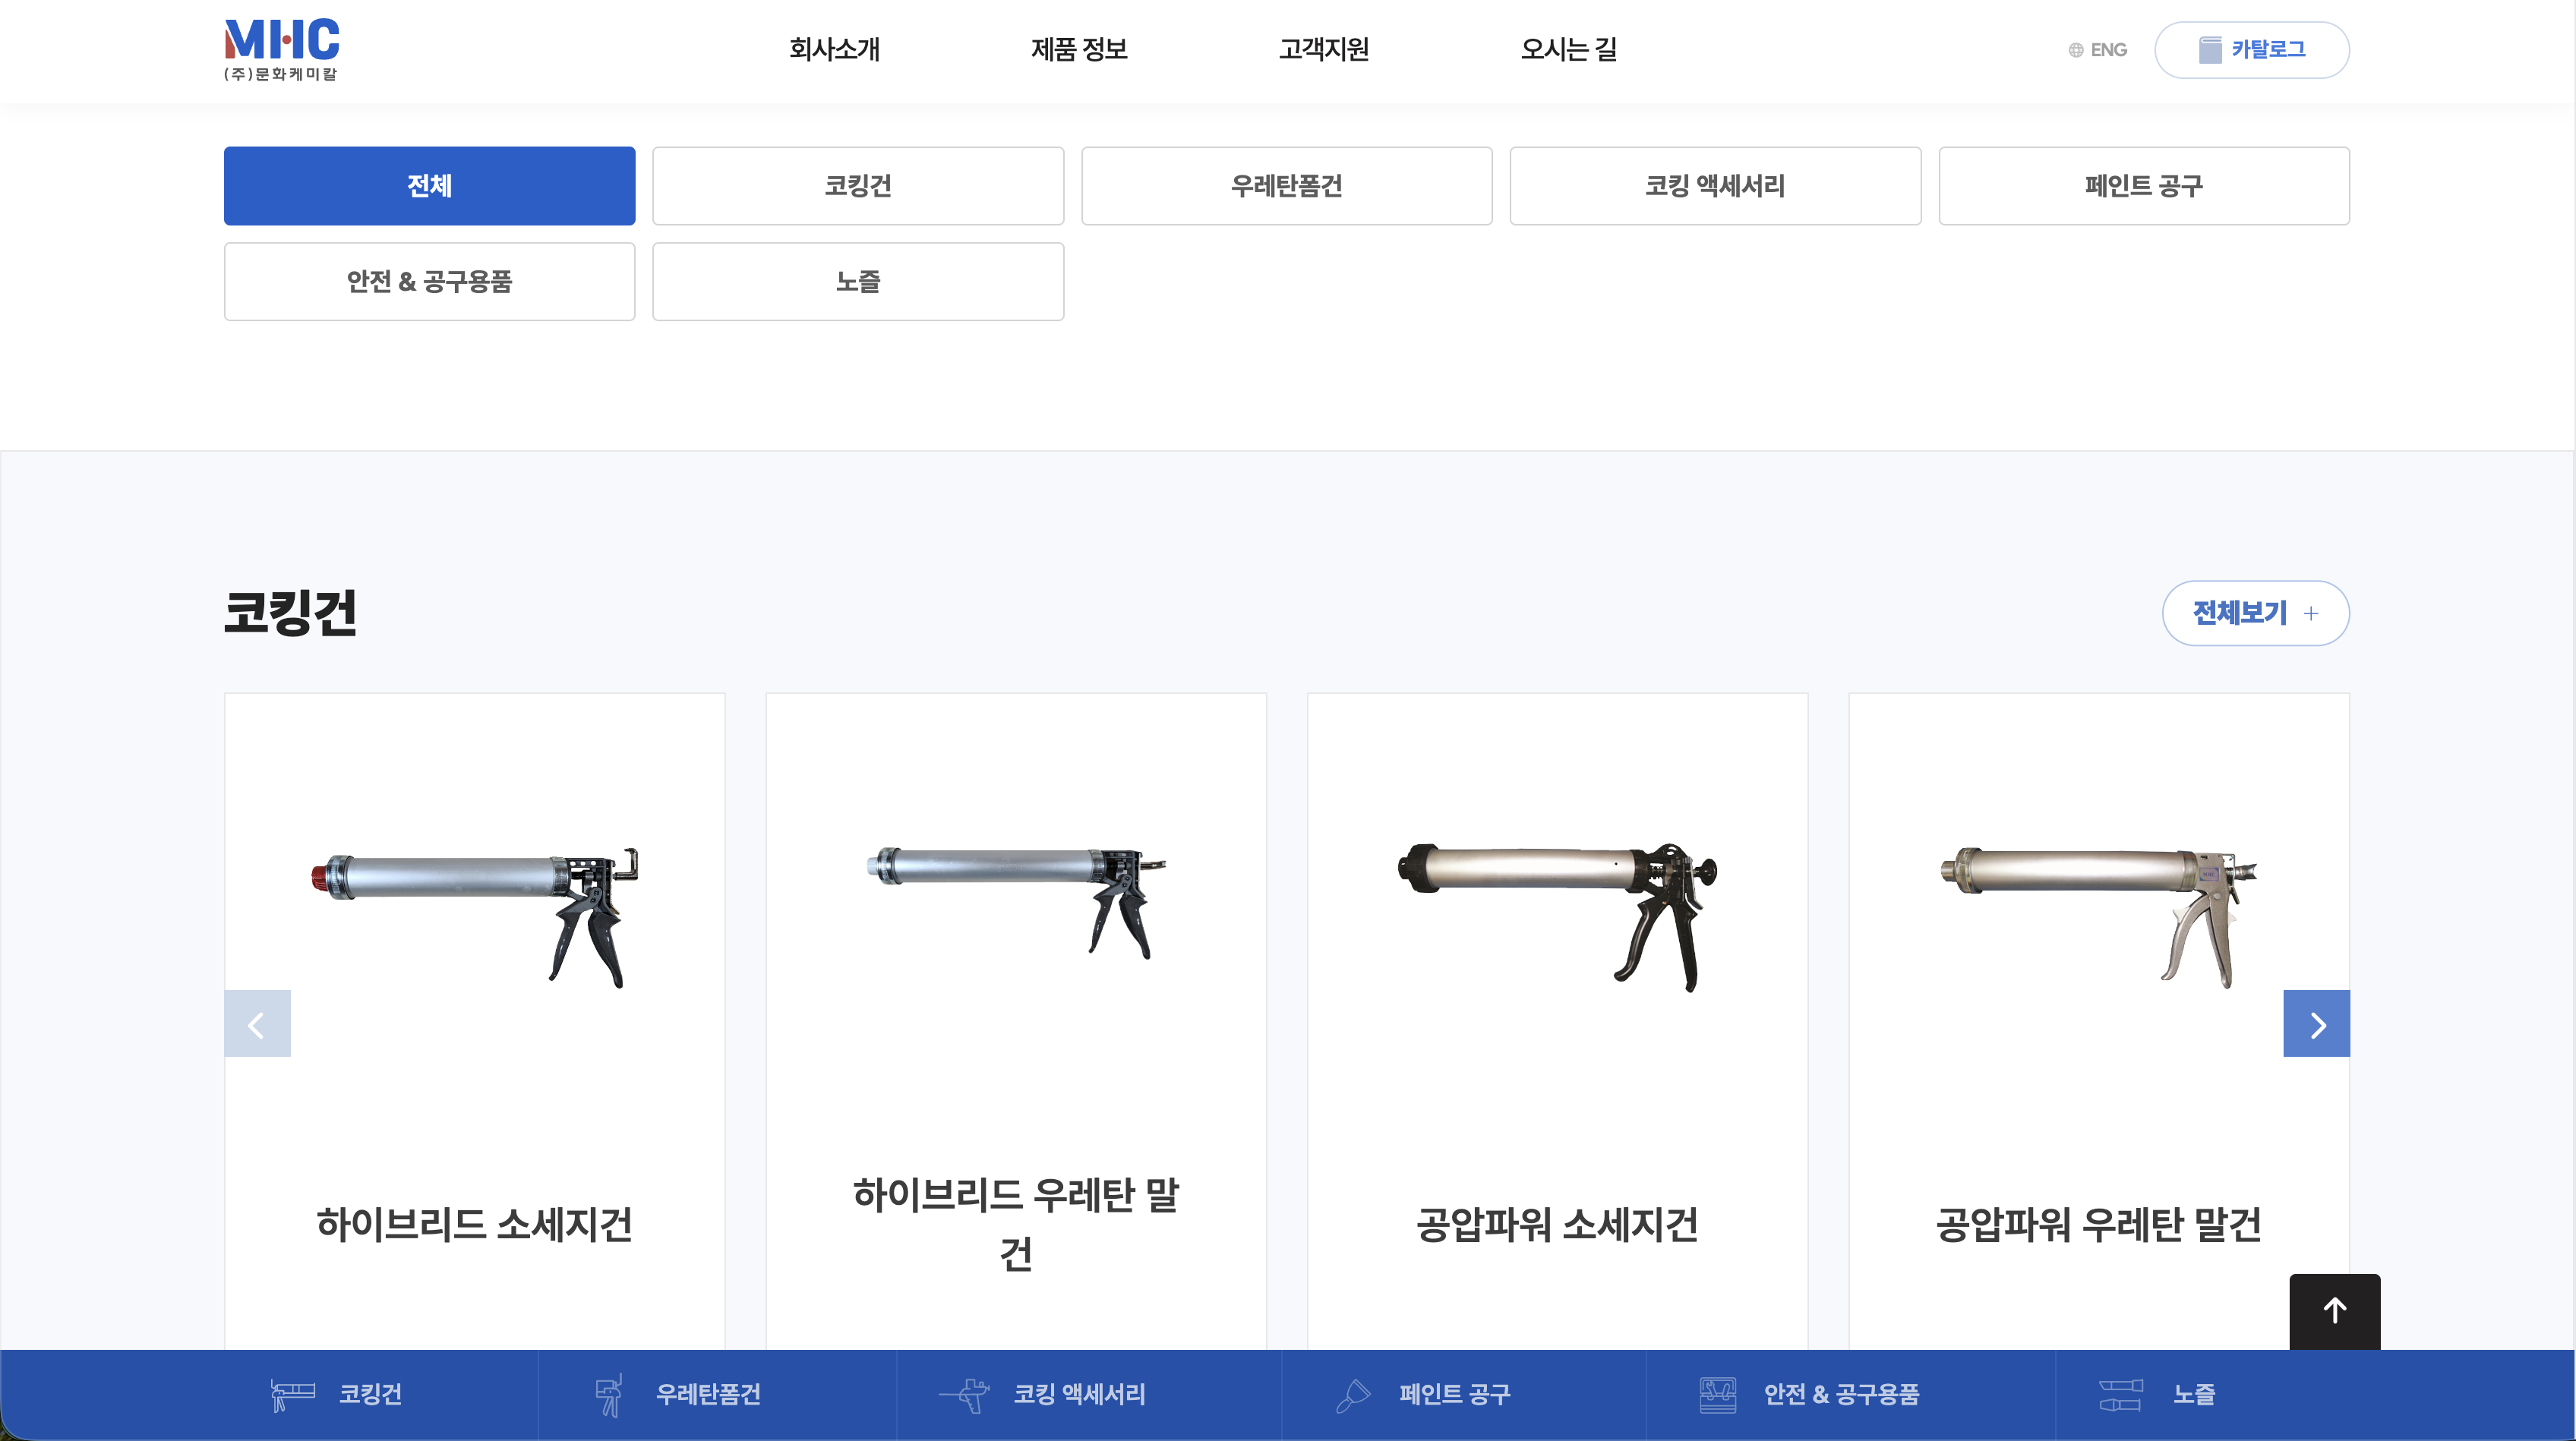 MHC
(주)문화케미칼
회사소개
제품 정보
고객지원
오시는 길
ENG
카탈로그
전체
코킹건
우레탄폼건
코킹 액세서리
페인트 공구
안전 & 공구용품
노즐
코킹건
전체보기 +
하이브리드 소세지건
하이브리드 우레탄 말
건
공압파워 소세지건
공압파워 우레탄 말건
코킹건
우레탄폼건
코킹 액세서리
페인트 공구
안전 & 공구용품
노즐